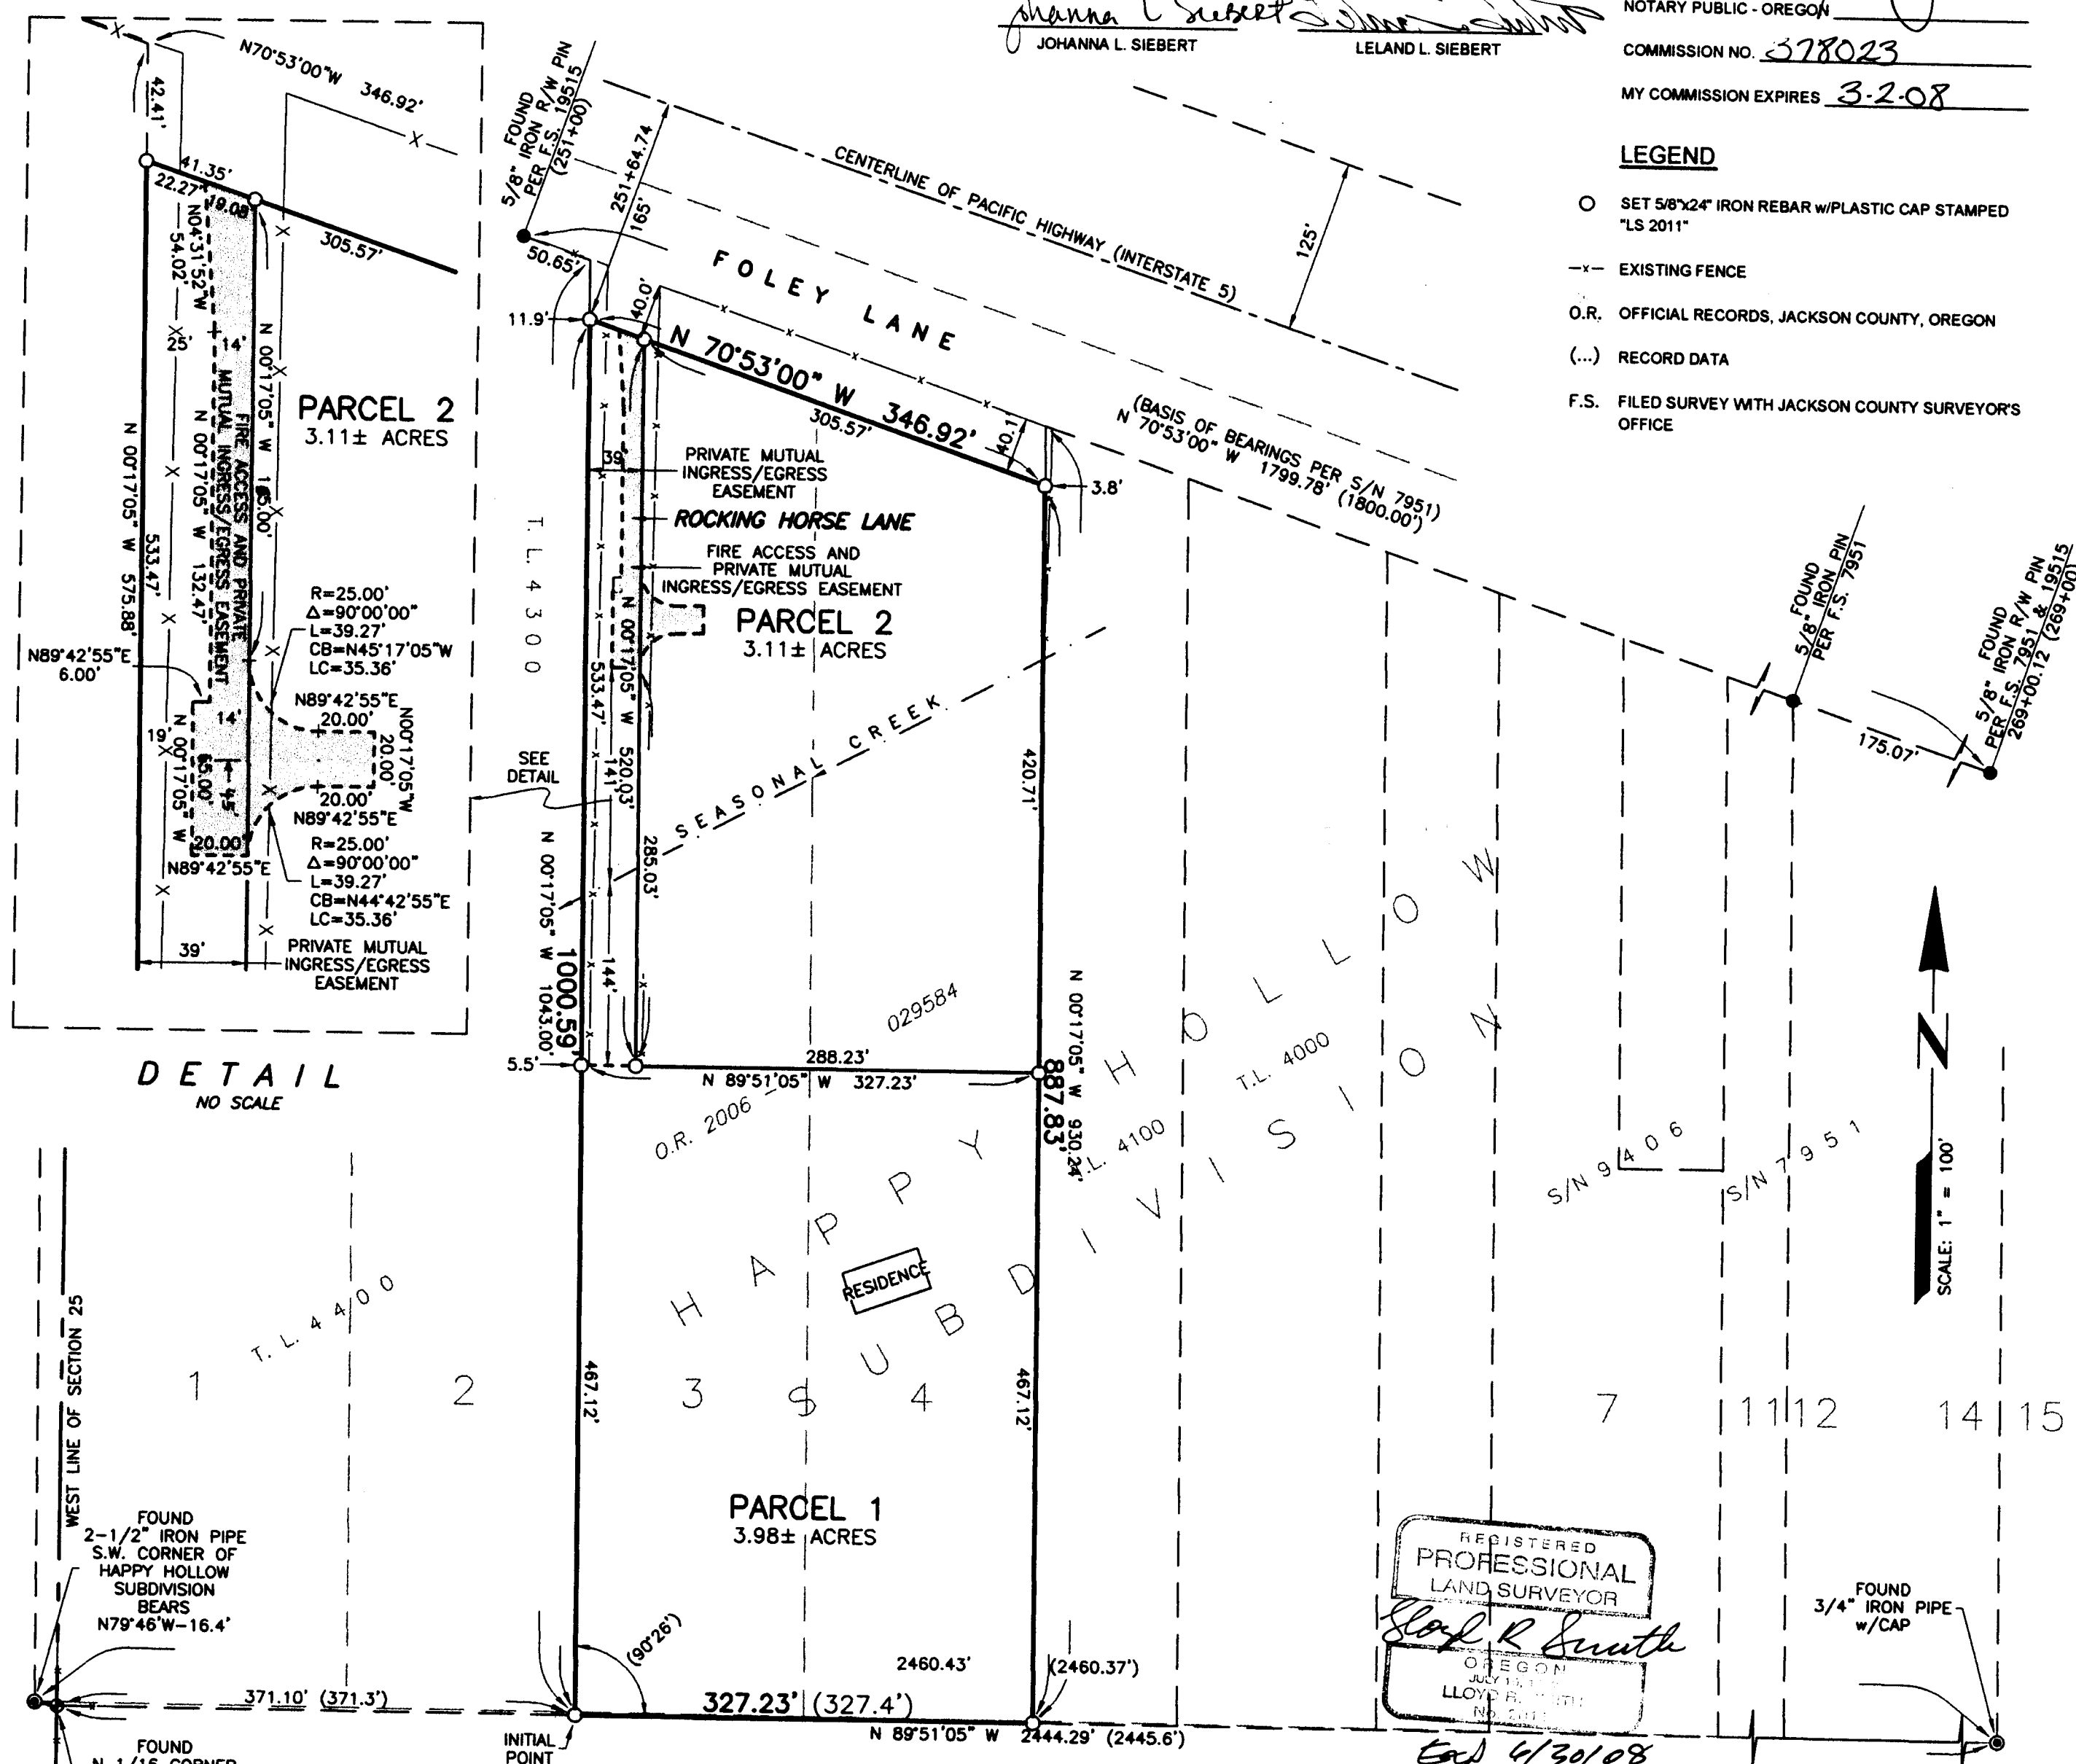 Johanna L Siebert
JOHANNA L. SIEBERT
LELAND L. SIEBERT
NOTARY PUBLIC - OREGON
COMMISSION NO. 378023
MY COMMISSION EXPIRES 3-2-08
LEGEND
SET 5/8"x24" IRON REBAR w/PLASTIC CAP STAMPED
"LS 2011"
—x— EXISTING FENCE
O.R. OFFICIAL RECORDS, JACKSON COUNTY, OREGON
(...) RECORD DATA
F.S. FILED SURVEY WITH JACKSON COUNTY SURVEYOR'S
OFFICE
N70°53'00"W 346.92'
42.41'
41.35'
22.27'
19.08'
305.57'
N04°31'52"W
54.02'
25'
14'
N 00°17'05" W 165.00'
FIRE ACCESS AND PRIVATE
MUTUAL INGRESS/EGRESS EASEMENT
N 00°17'05" W 132.47'
PARCEL 2
3.11± ACRES
N 00°17'05" W 575.88'
533.47'
R=25.00'
Δ=90°00'00"
L=39.27'
CB=N45°17'05"W
LC=35.36'
N89°42'55"E
6.00'
N89°42'55"E
20.00'
N00°17'05"W
20.00'
14'
19'
N 00°17'05" W
65.00'
45'
20.00'
N89°42'55"E
20.00'
N89°42'55"E
R=25.00'
Δ=90°00'00"
L=39.27'
CB=N44°42'55"E
LC=35.36'
39'
PRIVATE MUTUAL
INGRESS/EGRESS
EASEMENT
DETAIL
NO SCALE
FOUND
5/8" IRON R/W PIN
PER F.S. 19515
(251+00)
251+64.74
165'
50.65'
11.9'
40.0'
CENTERLINE OF PACIFIC HIGHWAY (INTERSTATE 5)
125'
FOLEY LANE
N 70°53'00" W 346.92'
305.57'
40.1'
3.8'
(BASIS OF BEARINGS PER S/N 7951)
N 70°53'00" W 1799.78' (1800.00')
39'
PRIVATE MUTUAL
INGRESS/EGRESS
EASEMENT
ROCKING HORSE LANE
FIRE ACCESS AND
PRIVATE MUTUAL
INGRESS/EGRESS EASEMENT
T. L. 4300
PARCEL 2
3.11± ACRES
N 00°17'05" W 520.03'
533.47'
141'
285.03'
SEASONAL CREEK
420.71'
SEE
DETAIL
N 00°17'05" W 1043.00'
1000.59'
144'
5.5'
029584
288.23'
N 89°51'05" W 327.23'
O.R. 2006 -
N 00°17'05" W 930.24'
887.83'
5/8" FOUND
IRON PIN
PER F.S. 7951
FOUND
5/8" IRON R/W PIN
PER F.S. 7951 & 19515
269+00.12 (269+00)
175.07'
HAPPY HOLLOW
SUBDIVISION
T.L. 4000
T.L. 4100
S/N 9406
S/N 7951
N
SCALE: 1" = 100'
RESIDENCE
T. L. 4400
WEST LINE OF SECTION 25
1
2
3
4
7
11
12
14
15
467.12'
467.12'
PARCEL 1
3.98± ACRES
FOUND
2-1/2" IRON PIPE
S.W. CORNER OF
HAPPY HOLLOW
SUBDIVISION
BEARS
N79°46'W-16.4'
371.10' (371.3')
(90°26')
2460.43' (2460.37')
327.23' (327.4')
N 89°51'05" W 2444.29' (2445.6')
INITIAL
POINT
FOUND
N 1/16 CORNER
REGISTERED
PROFESSIONAL
LAND SURVEYOR
Lloyd R Smith
OREGON
LLOYD R. SMITH
No. 2011
Exp 6/30/08
FOUND
3/4" IRON PIPE
w/CAP